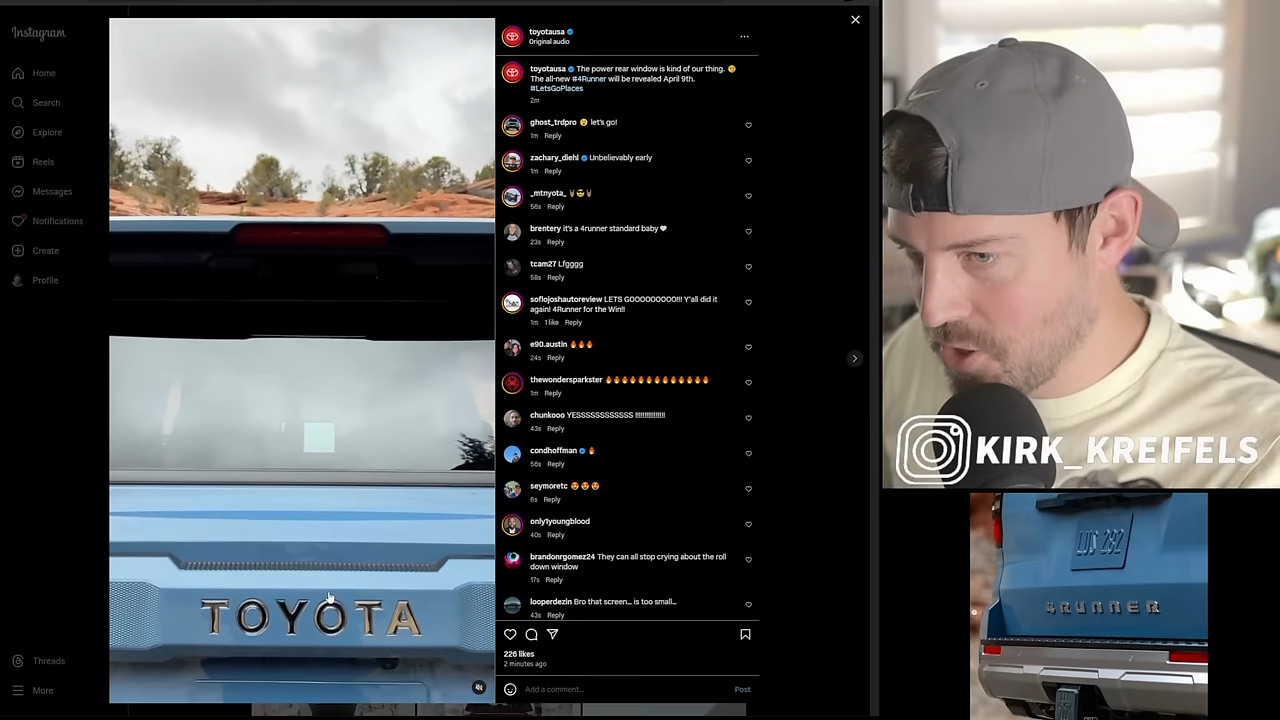 Instagram
Home
Search
Explore
Reels
Messages
Notifications
Create
Profile
Threads
More
TOYOTA
toyotausa
Original audio
toyotausa The power rear window is kind of our thing. 😏
The all-new #4Runner will be revealed April 9th.
#LetsGoPlaces
2m
ghost_trdpro 😮 let's go!
1m Reply
zachary_diehl Unbelievably early
1m Reply
_mtnyota_ 🤘😎🤘
56s Reply
brentery it's a 4runner standard baby 🤍
23s Reply
tcam27 Lfgggg
58s Reply
soflojoshautoreview LETS GOOOOOOOOO!!! Y'all did it
again! 4Runner for the Win!!
1m 1 like Reply
e90.austin 🔥🔥🔥
24s Reply
thewondersparkster 🔥🔥🔥🔥🔥🔥🔥🔥🔥🔥🔥🔥🔥
1m Reply
chunkooo YESSSSSSSSSSS !!!!!!!!!!!!!!!!
43s Reply
condhoffman 🔥
56s Reply
seymoretc 😍😍😍
6s Reply
only1youngblood
40s Reply
brandonrgomez24 They can all stop crying about the roll
down window
17s Reply
looperdezin Bro that screen... is too small...
43s Reply
226 likes
2 minutes ago
Add a comment...
Post
KIRK_KREIFELS
4RUNNER